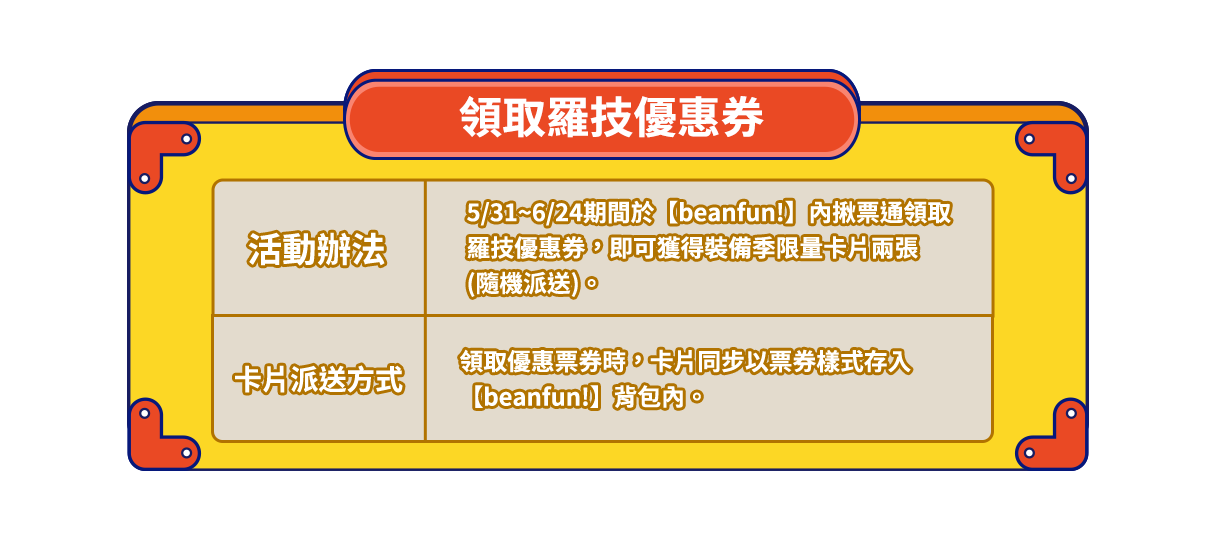 領取羅技優惠券
活動辦法
5/31~6/24期間於【beanfun!】內揪票通領取
羅技優惠券，即可獲得裝備季限量卡片兩張
(隨機派送)。
卡片派送方式
領取優惠票券時，卡片同步以票券樣式存入
【beanfun!】背包內。